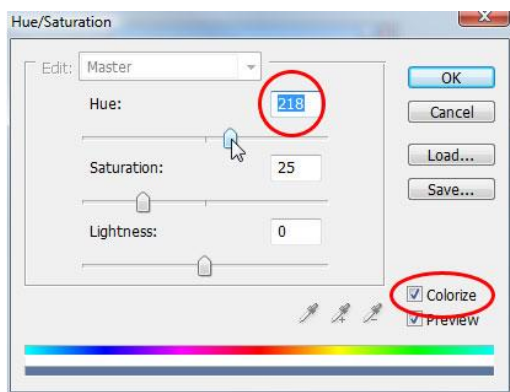 Hue/Saturation
Edit: Master
OK
Hue: 218
Cancel
Load...
Saturation: 25
Save...
Lightness: 0
Colorize
Preview